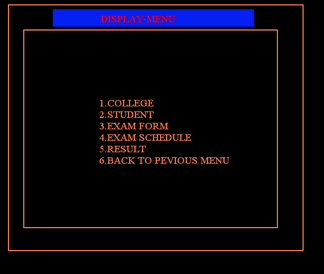 DISPLAY-MENU
1.COLLEGE
2.STUDENT
3.EXAM FORM
4.EXAM SCHEDULE
5.RESULT
6.BACK TO PEVIOUS MENU